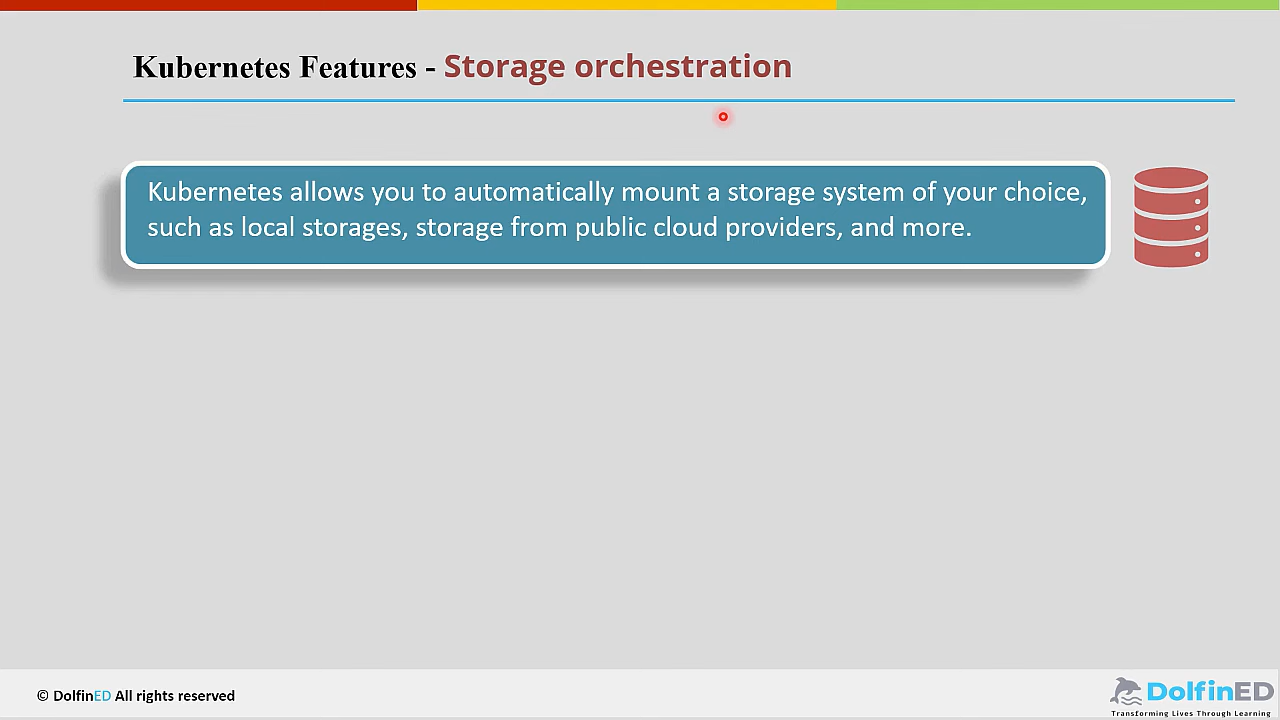 Kubernetes Features - Storage orchestration
Kubernetes allows you to automatically mount a storage system of your choice,
such as local storages, storage from public cloud providers, and more.
© DolfinED All rights reserved
DolfinED
Transforming Lives Through Learning